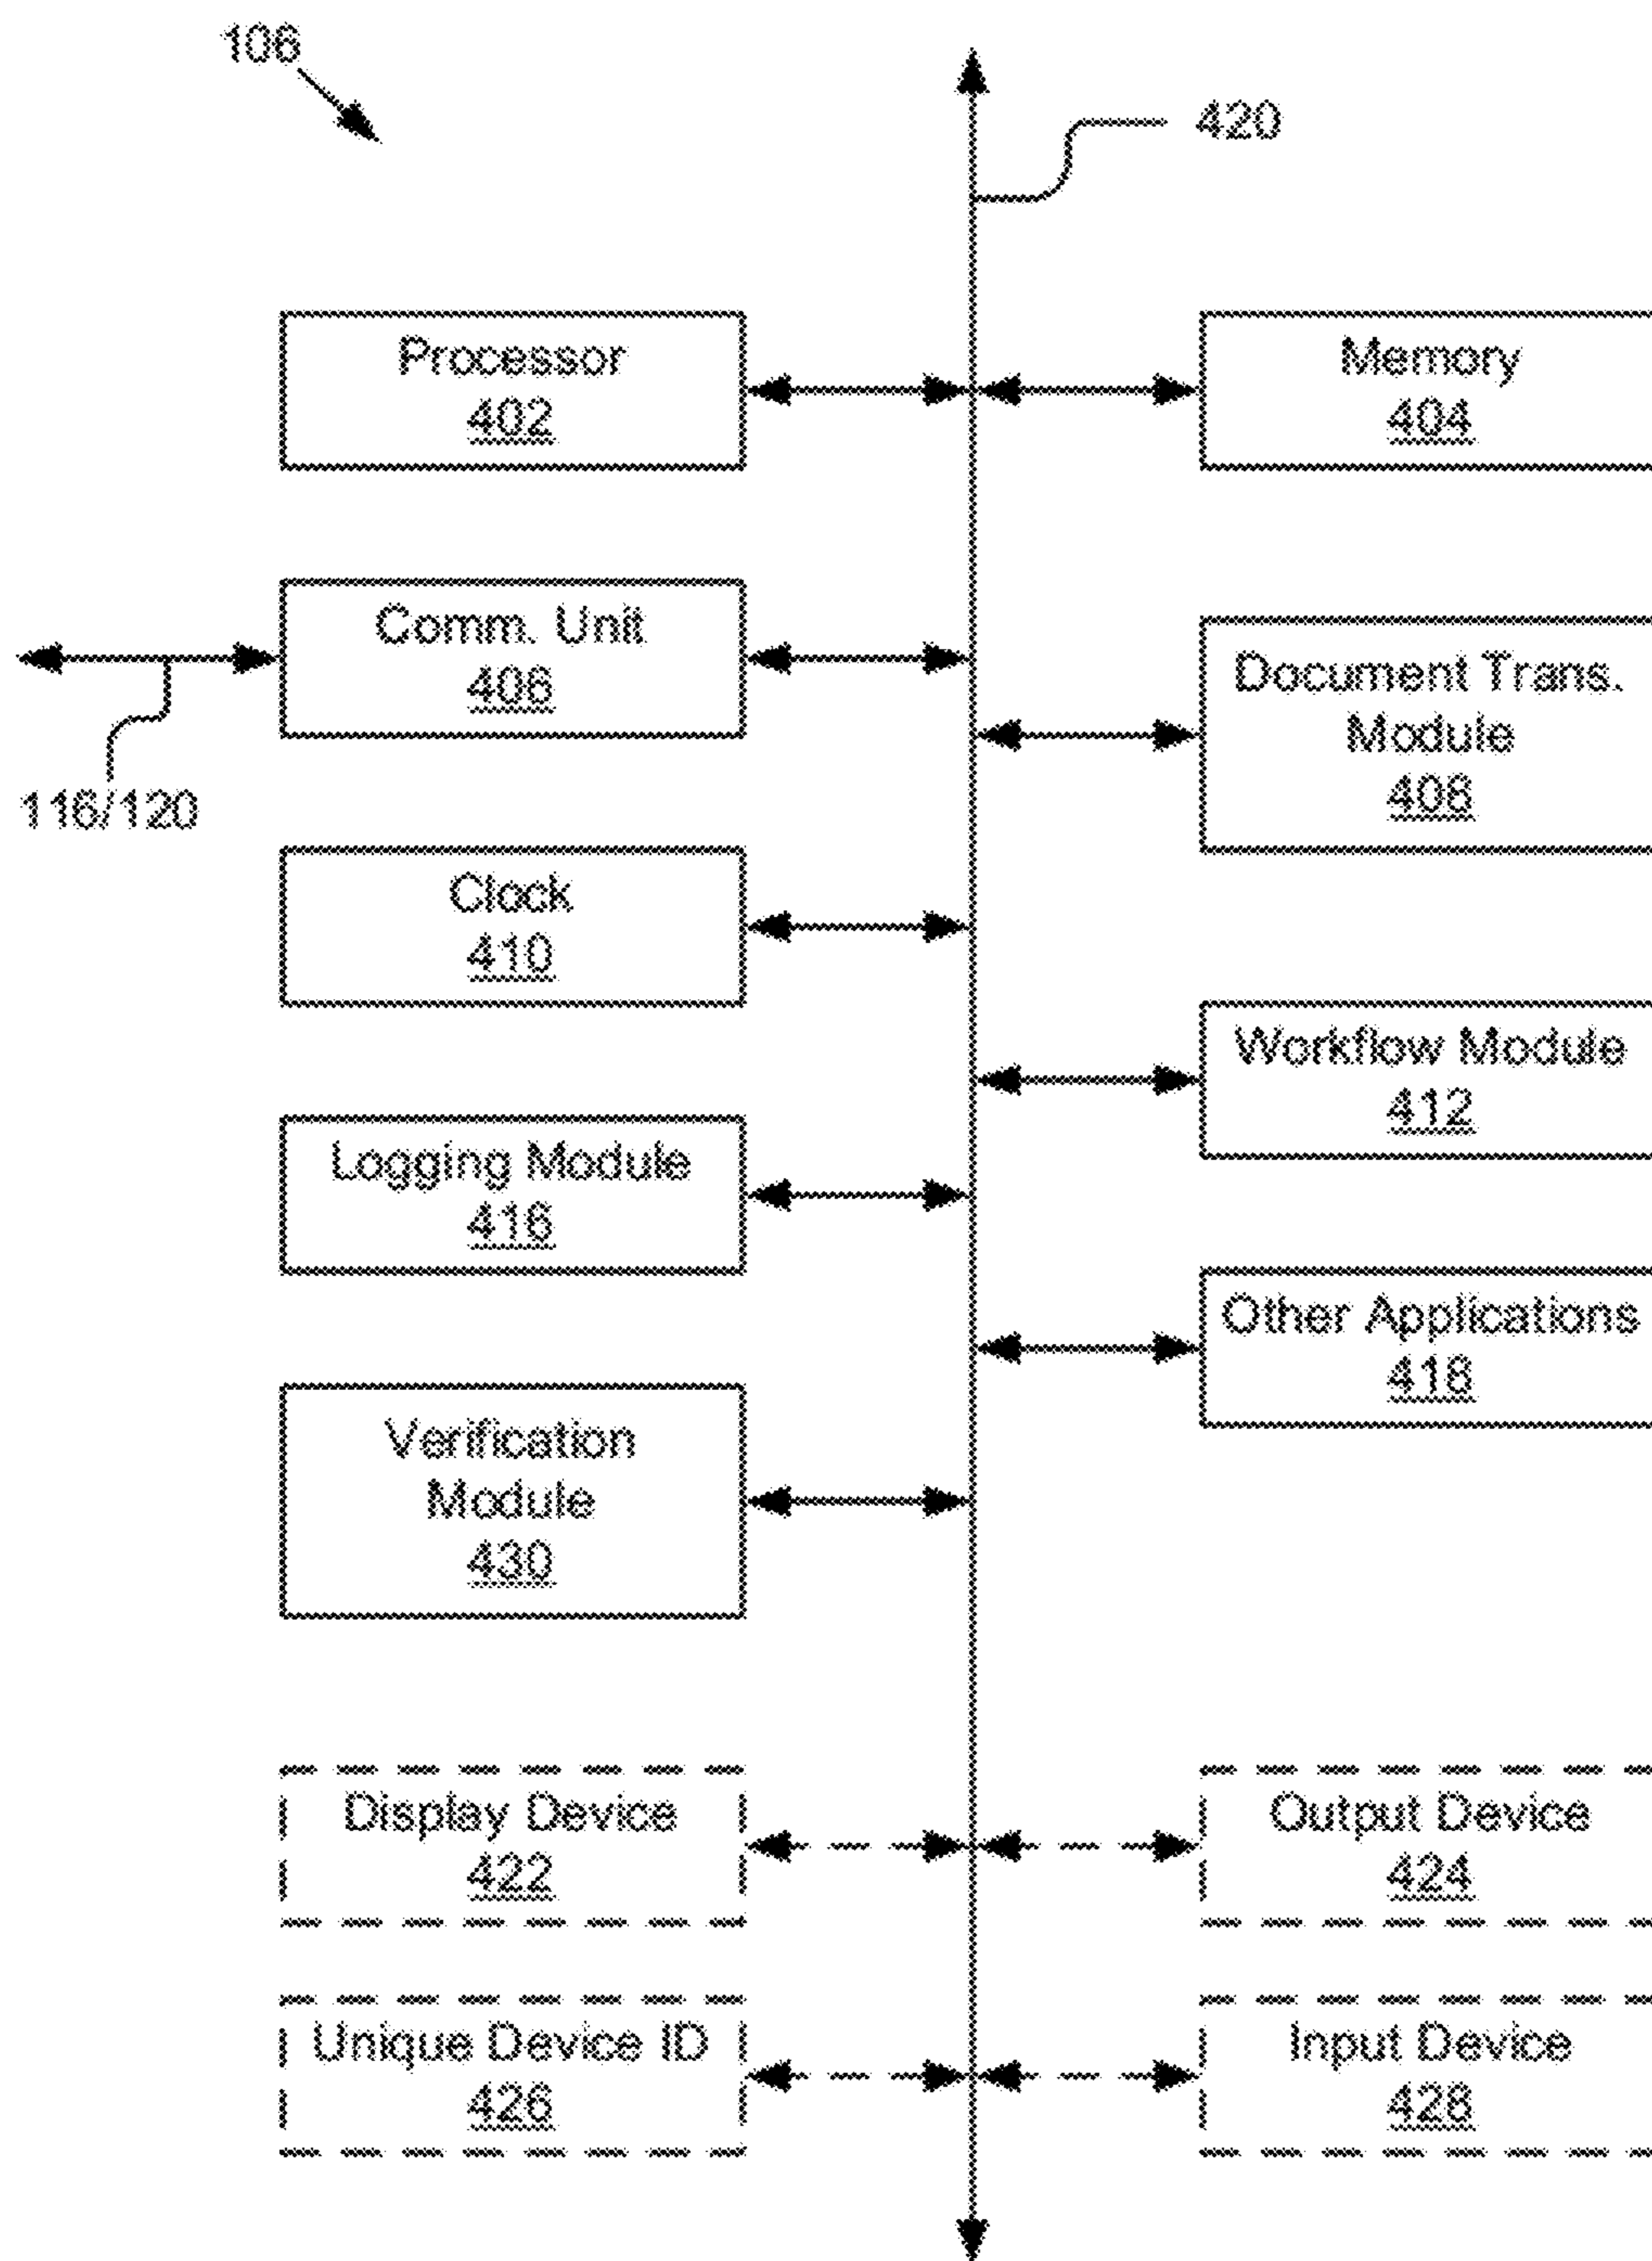 106
420
Processor
402
Memory
404
Comm. Unit
406
Document Trans.
Module
408
116/120
Clock
410
Workflow Module
412
Logging Module
416
Other Applications
418
Verification
Module
430
Display Device
422
Output Device
424
Unique Device ID
426
Input Device
428